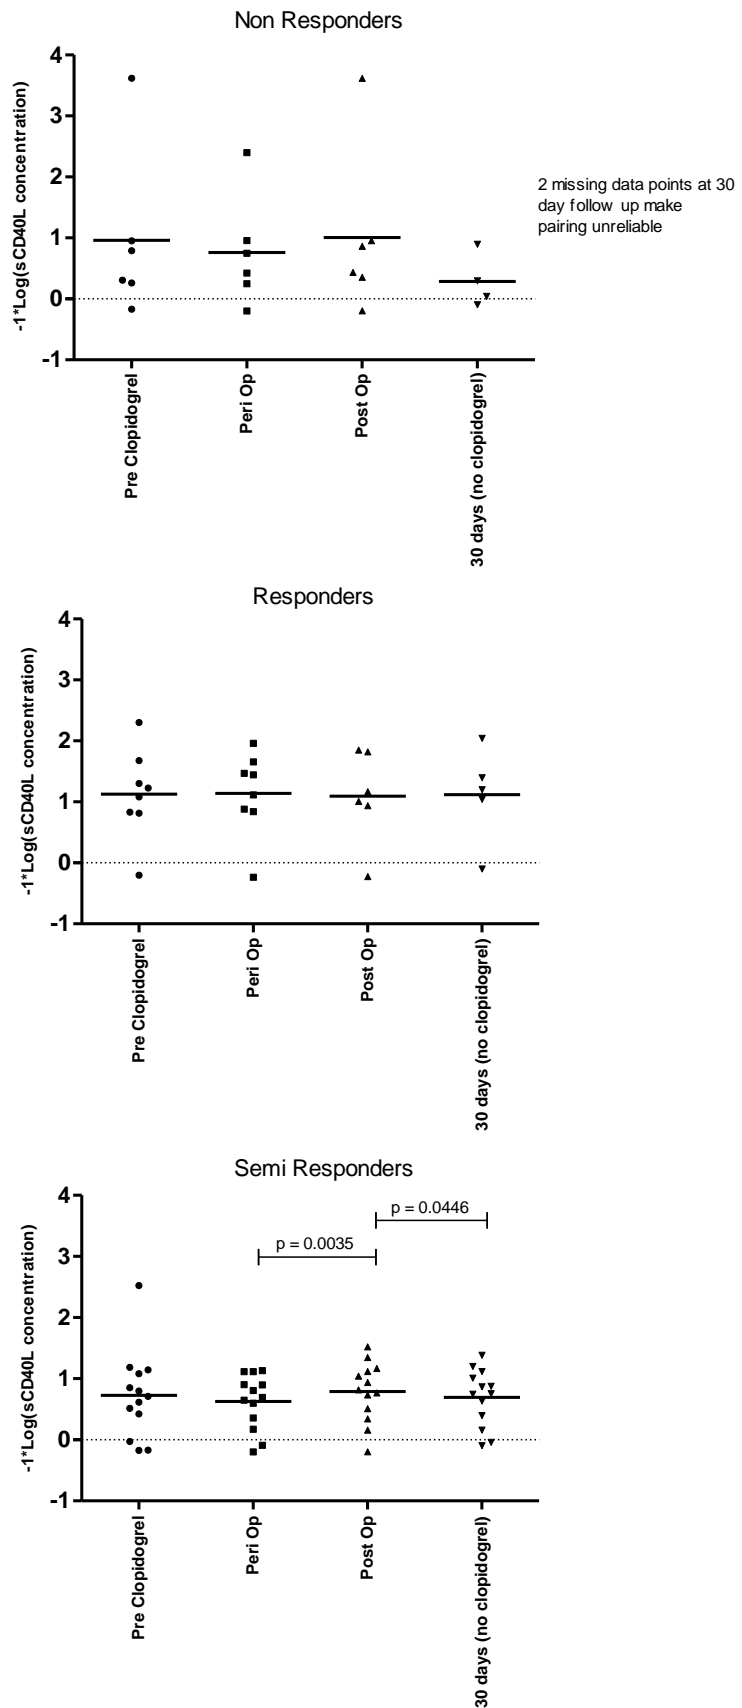 Non Responders
4
3
2
1
0
-1
-1*Log(sCD40L concentration)
Pre Clopidogrel
Peri Op
Post Op
30 days (no clopidogrel)
2 missing data points at 30
day follow up make
pairing unreliable
Responders
4
3
2
1
0
-1
-1*Log(sCD40L concentration)
Pre Clopidogrel
Peri Op
Post Op
30 days (no clopidogrel)
Semi Responders
4
3
2
1
0
-1
-1*Log(sCD40L concentration)
p = 0.0446
p = 0.0035
Pre Clopidogrel
Peri Op
Post Op
30 days (no clopidogrel)